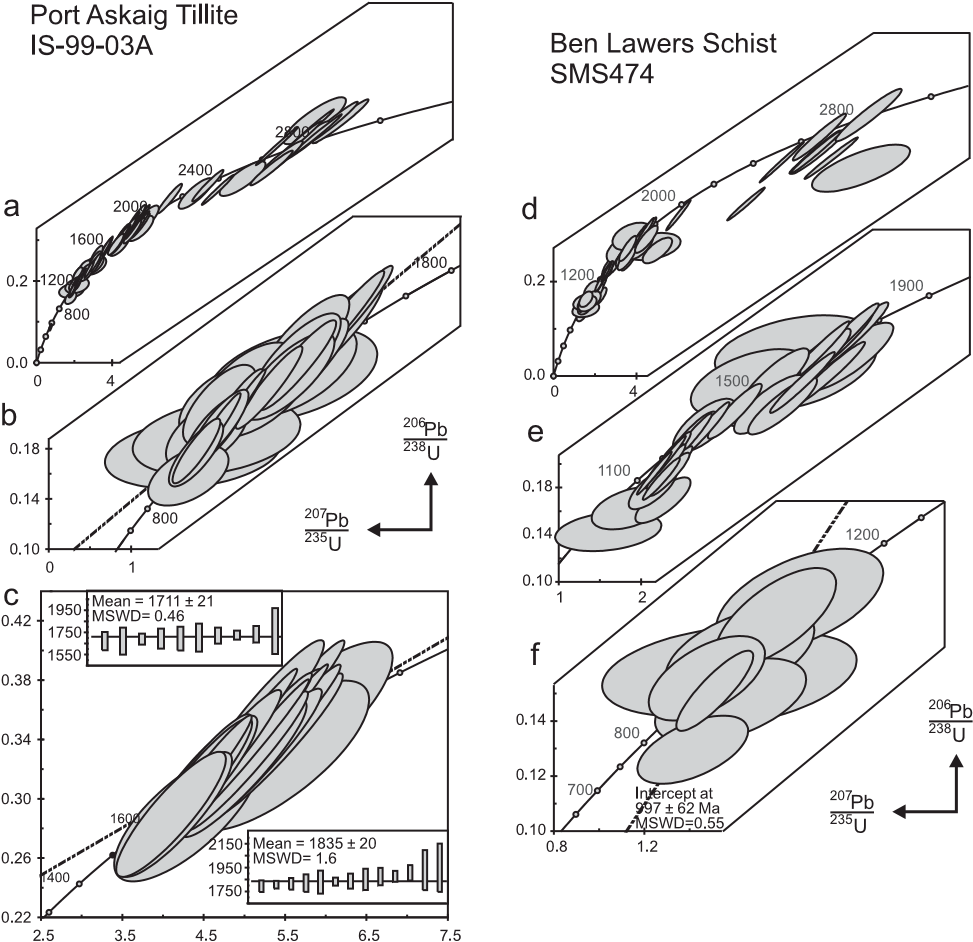 Port Askaig Tillite
IS-99-03A
Ben Lawers Schist
SMS474
a
2800
2400
2000
1600
1200
800
0.2
0.0
0
4
d
2800
2000
1200
0.2
0.0
0
4
b
1800
800
0.18
0.14
0.10
0
1
206Pb
238U
207Pb
235U
e
1900
1500
1100
0.18
0.14
0.10
1
2
c
Mean = 1711 ± 21
MSWD= 0.46
1950
1750
1550
0.42
0.38
0.34
0.30
0.26
0.22
1600
1400
Mean = 1835 ± 20
MSWD= 1.6
2150
1950
1750
2.5
3.5
4.5
5.5
6.5
7.5
f
1200
800
700
0.14
0.12
0.10
0.8
1.2
Intercept at
997 ± 62 Ma
MSWD=0.55
206Pb
238U
207Pb
235U